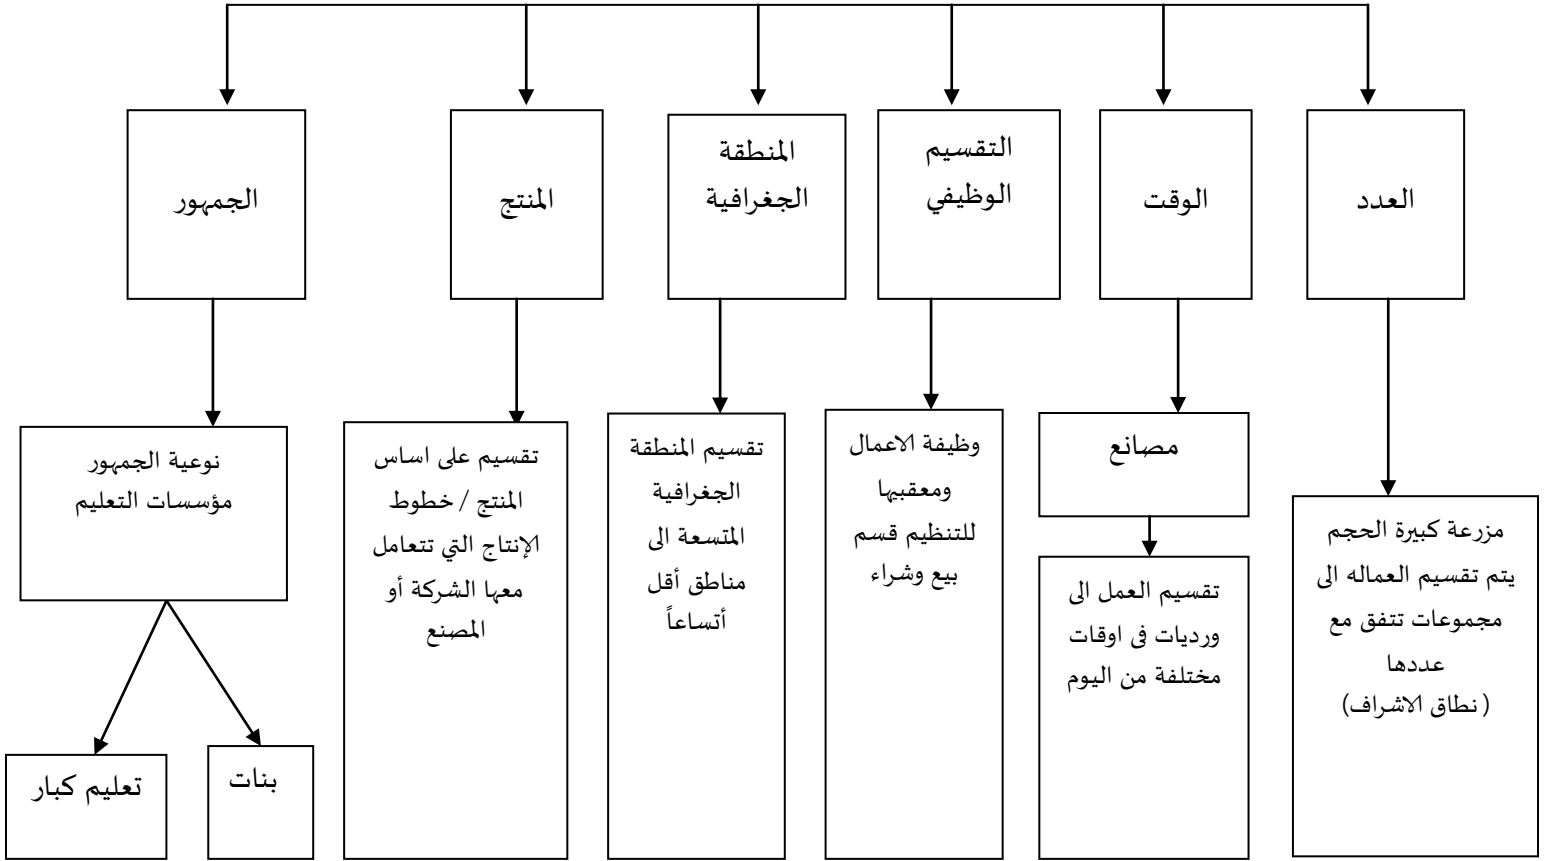 العدد
الوقت
التقسيم
الوظيفي
المنطقة
الجغرافية
المنتج
الجمهور
مزرعة كبيرة الحجم
يتم تقسيم العماله الى
مجموعات تتفق مع
عددها
(نطاق الاشراف)
مصانع
تقسيم العمل الى
ورديات فى اوقات
مختلفة من اليوم
وظيفة الاعمال
ومعقبيها
للتنظيم قسم
بيع وشراء
تقسيم المنطقة
الجغرافية
المتسعة الى
مناطق أقل
أتساعاً
تقسيم على اساس
المنتج / خطوط
الإنتاج التي تتعامل
معها الشركة أو
المصنع
نوعية الجمهور
مؤسسات التعليم
بنات
تعليم كبار